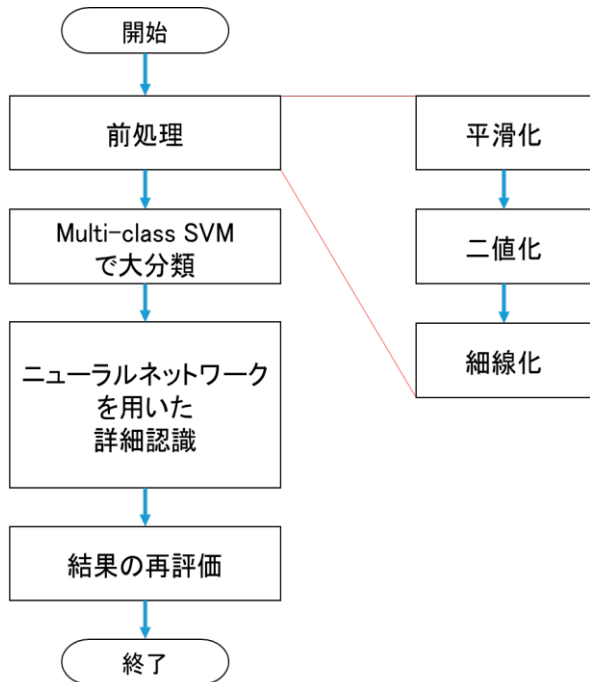 開始
前処理
Multi-class SVM
で大分類
ニューラルネットワーク
を用いた
詳細認識
結果の再評価
終了
平滑化
二値化
細線化